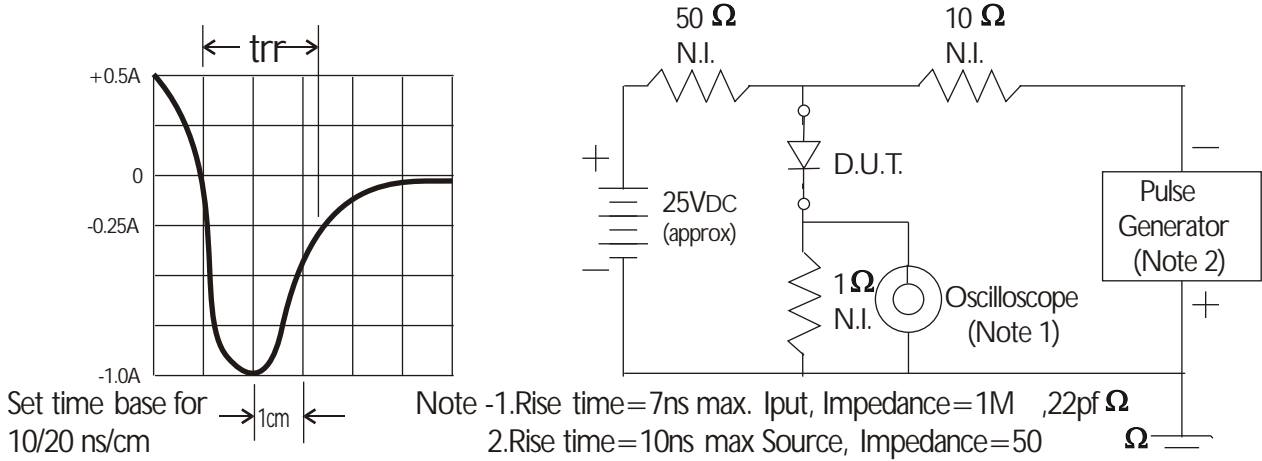 trr
+0.5A
0
-0.25A
-1.0A
1cm
Set time base for
10/20 ns/cm
50 Ω
N.I.
10 Ω
N.I.
+
25VDC
(approx)
−
D.U.T.
1Ω
N.I.
Oscilloscope
(Note 1)
−
Pulse
Generator
(Note 2)
+
Note -1.Rise time=7ns max. Iput, Impedance=1M ,22pf Ω
2.Rise time=10ns max Source, Impedance=50 Ω